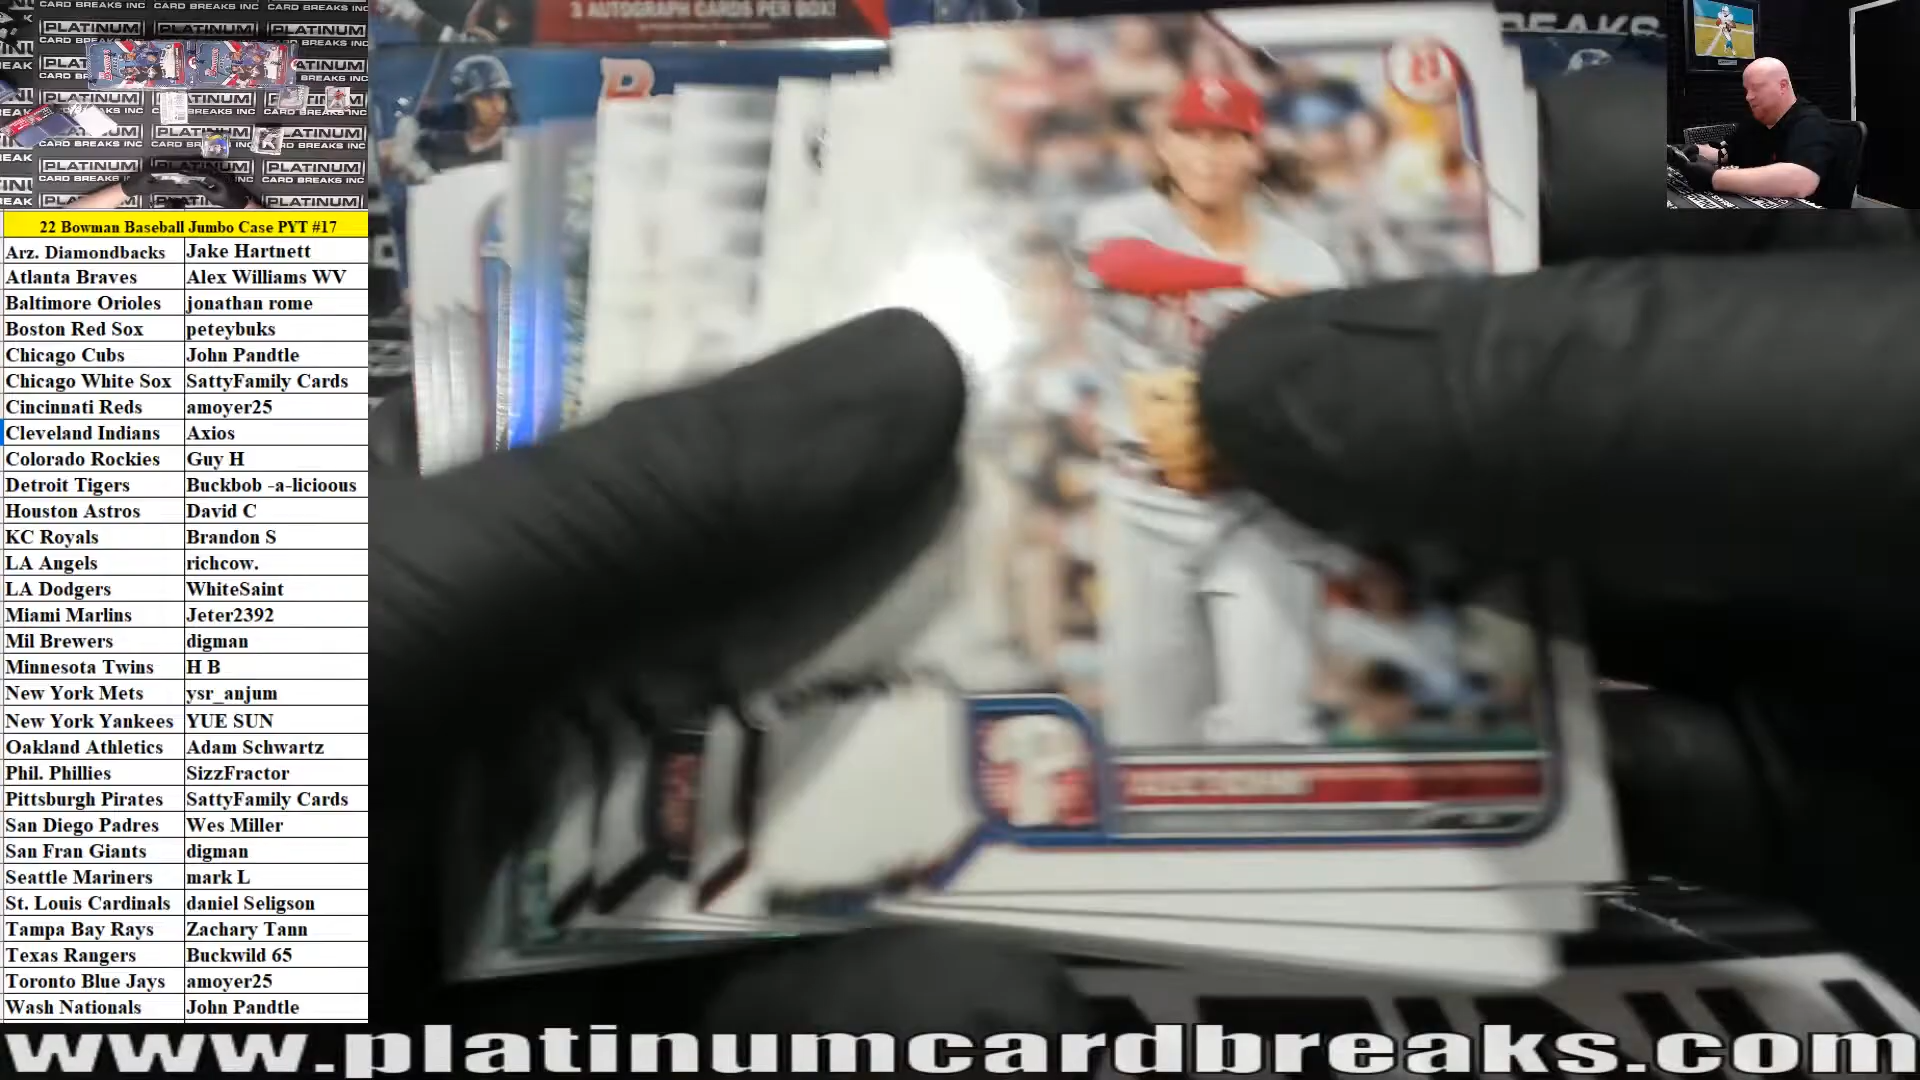 3 AUTOGRAPH CARDS PER BOX!
BREAKS
PLATINUM
CARD BREAKS INC
22 Bowman Baseball Jumbo Case PYT #17
Arz. Diamondbacks Jake Hartnett
Atlanta Braves Alex Williams WV
Baltimore Orioles jonathan rome
Boston Red Sox peteybuks
Chicago Cubs John Pandtle
Chicago White Sox SattyFamily Cards
Cincinnati Reds amoyer25
Cleveland Indians Axios
Colorado Rockies Guy H
Detroit Tigers Buckbob -a-licioous
Houston Astros David C
KC Royals Brandon S
LA Angels richcow.
LA Dodgers WhiteSaint
Miami Marlins Jeter2392
Mil Brewers digman
Minnesota Twins H B
New York Mets ysr_anjum
New York Yankees YUE SUN
Oakland Athletics Adam Schwartz
Phil. Phillies SizzFractor
Pittsburgh Pirates SattyFamily Cards
San Diego Padres Wes Miller
San Fran Giants digman
Seattle Mariners mark L
St. Louis Cardinals daniel Seligson
Tampa Bay Rays Zachary Tann
Texas Rangers Buckwild 65
Toronto Blue Jays amoyer25
Wash Nationals John Pandtle
www.platinumcardbreaks.com